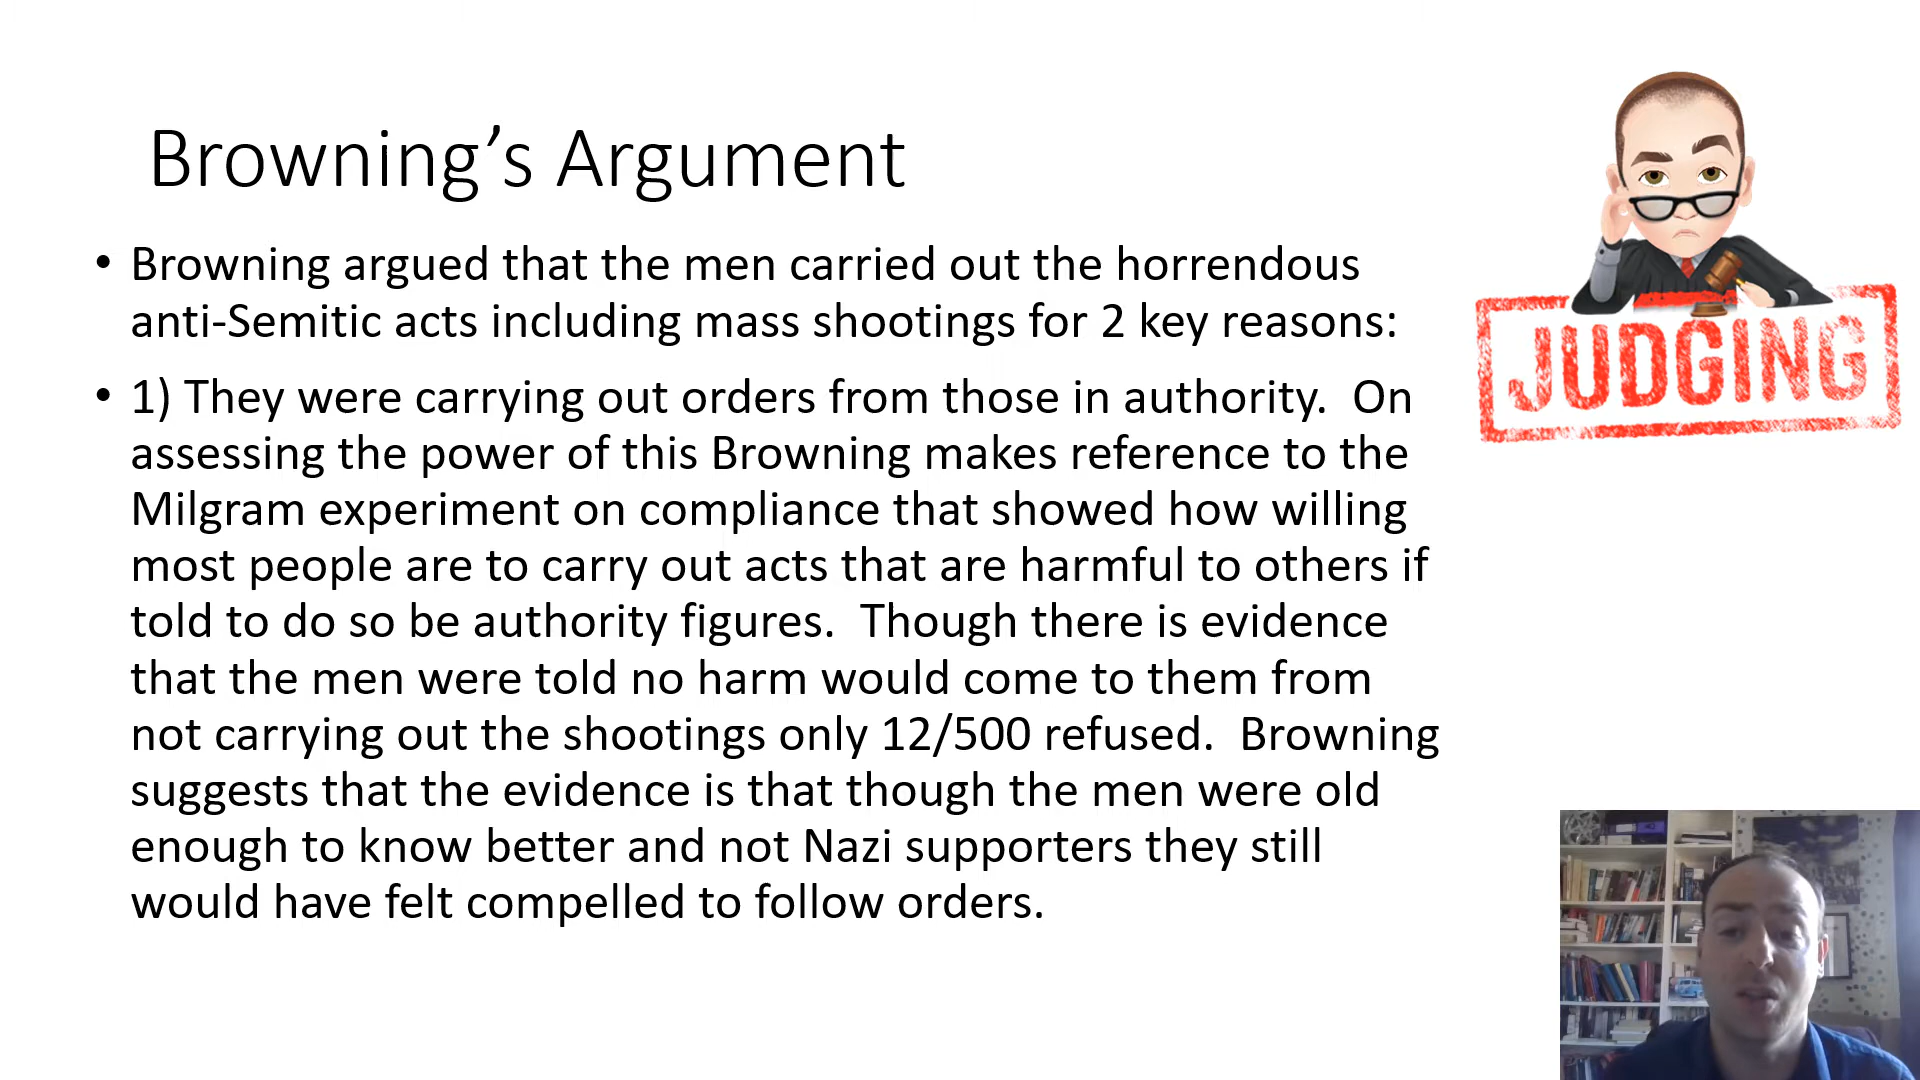 Browning’s Argument
• Browning argued that the men carried out the horrendous
anti-Semitic acts including mass shootings for 2 key reasons:
• 1) They were carrying out orders from those in authority.  On
assessing the power of this Browning makes reference to the
Milgram experiment on compliance that showed how willing
most people are to carry out acts that are harmful to others if
told to do so be authority figures.  Though there is evidence
that the men were told no harm would come to them from
not carrying out the shootings only 12/500 refused.  Browning
suggests that the evidence is that though the men were old
enough to know better and not Nazi supporters they still
would have felt compelled to follow orders.
JUDGING